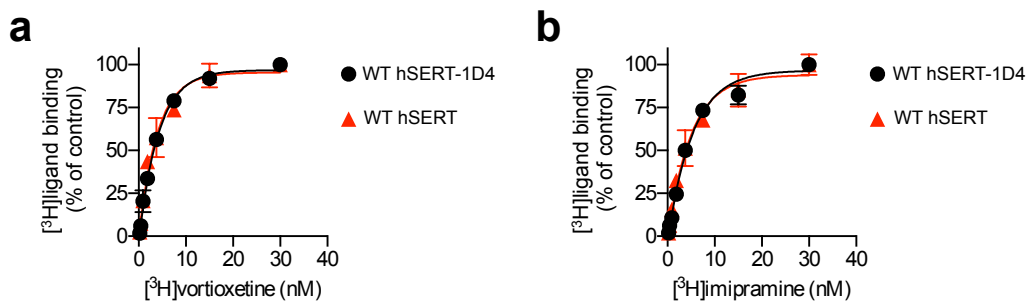 a
[³H]ligand binding
(% of control)
100
75
50
25
0
0 10 20 30 40
[³H]vortioxetine (nM)
WT hSERT-1D4
WT hSERT
b
[³H]ligand binding
(% of control)
100
75
50
25
0
0 10 20 30 40
[³H]imipramine (nM)
WT hSERT-1D4
WT hSERT